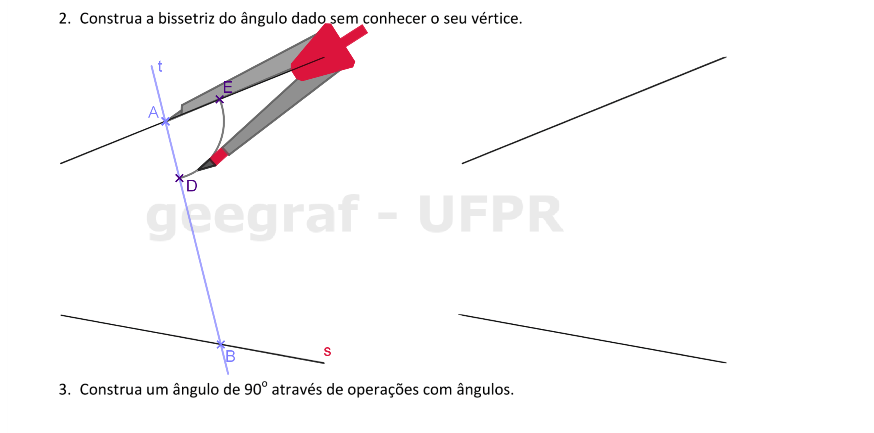 2. Construa a bissetriz do ângulo dado sem conhecer o seu vértice.
t
E
A
D
geegraf - UFPR
s
B
3. Construa um ângulo de 90º através de operações com ângulos.